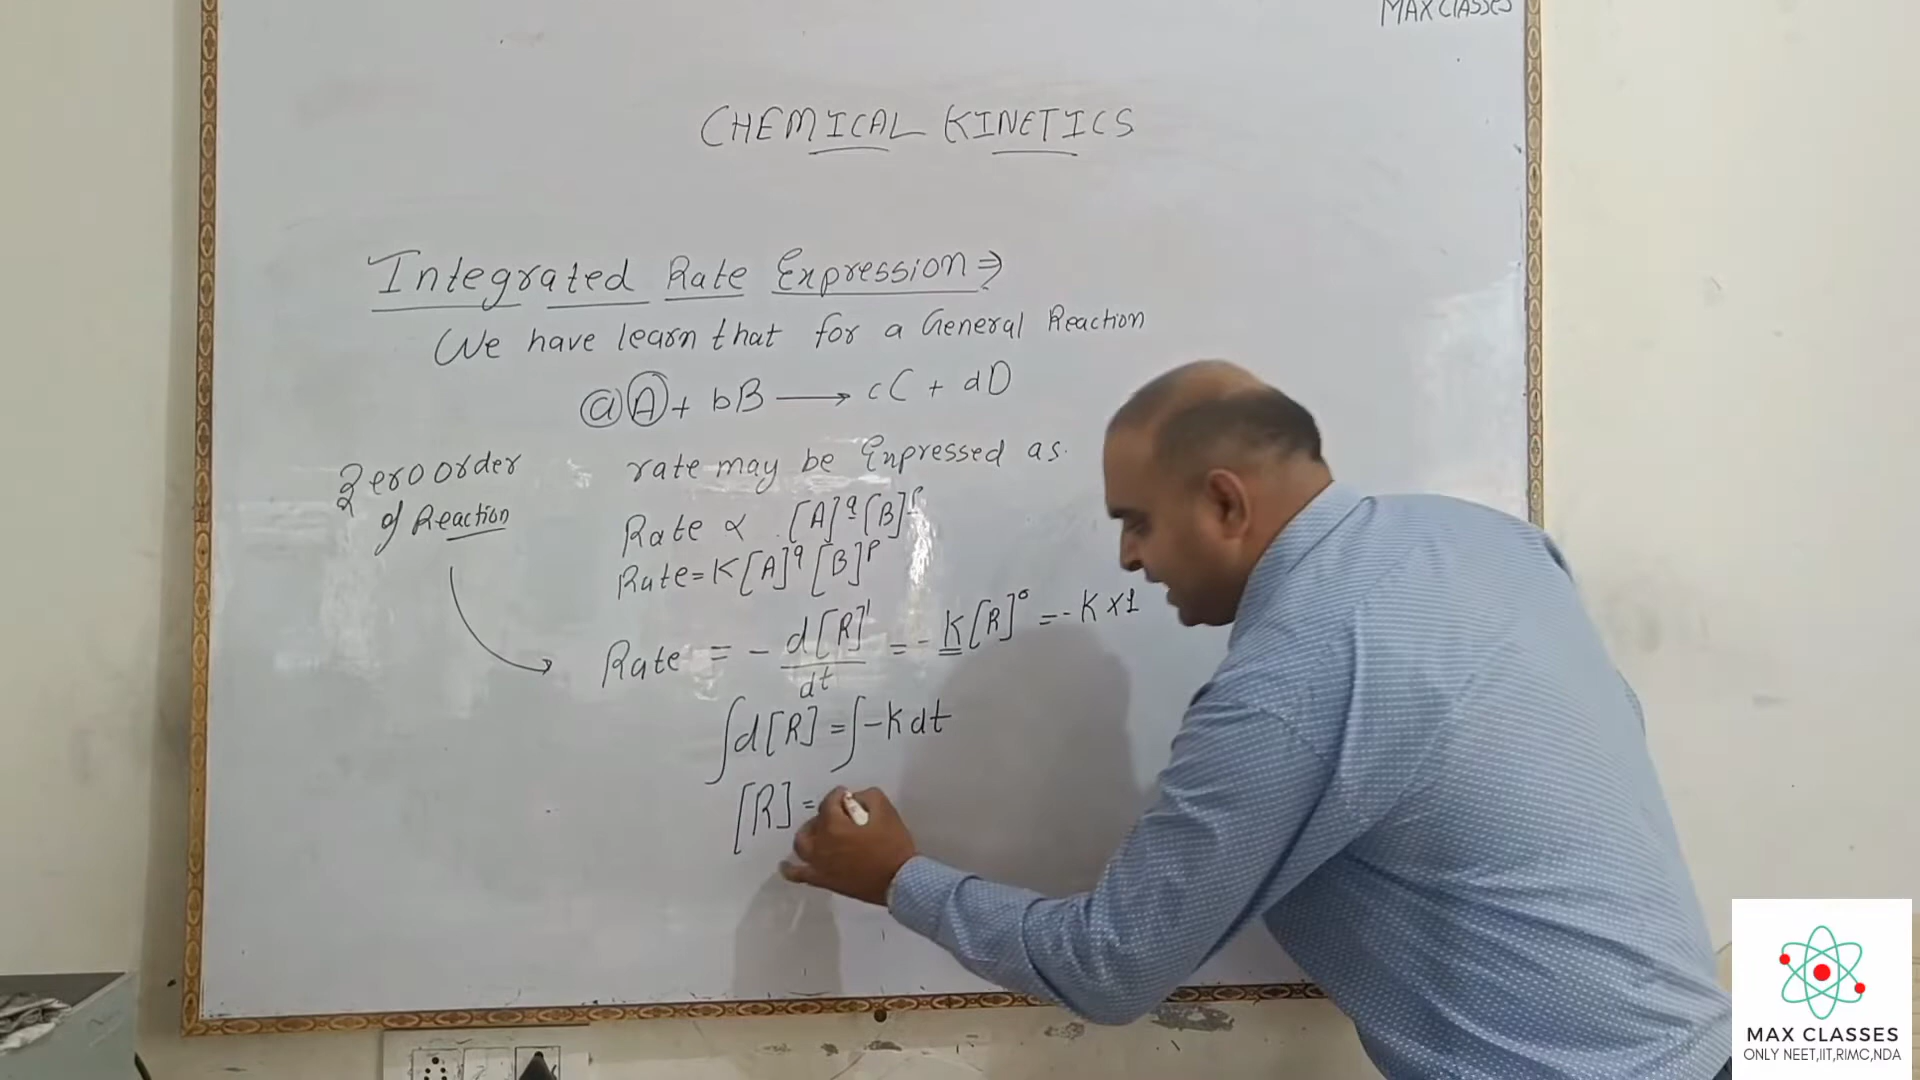 MAX CLASSES
CHEMICAL KINETICS
Integrated Rate Expression ⇒
We have learn that for a General Reaction
aA + bB ⟶ cC + dD
Zero order
of Reaction
rate may be Expressed as.
Rate ∝ [A]^q [B]^p
Rate = K[A]^q [B]^p
Rate = - d[R]^1/dt = - K[R]^0 = - K × 1
∫d[R] = ∫-K dt
[R] =
MAX CLASSES
ONLY NEET,IIT,RIMC,NDA